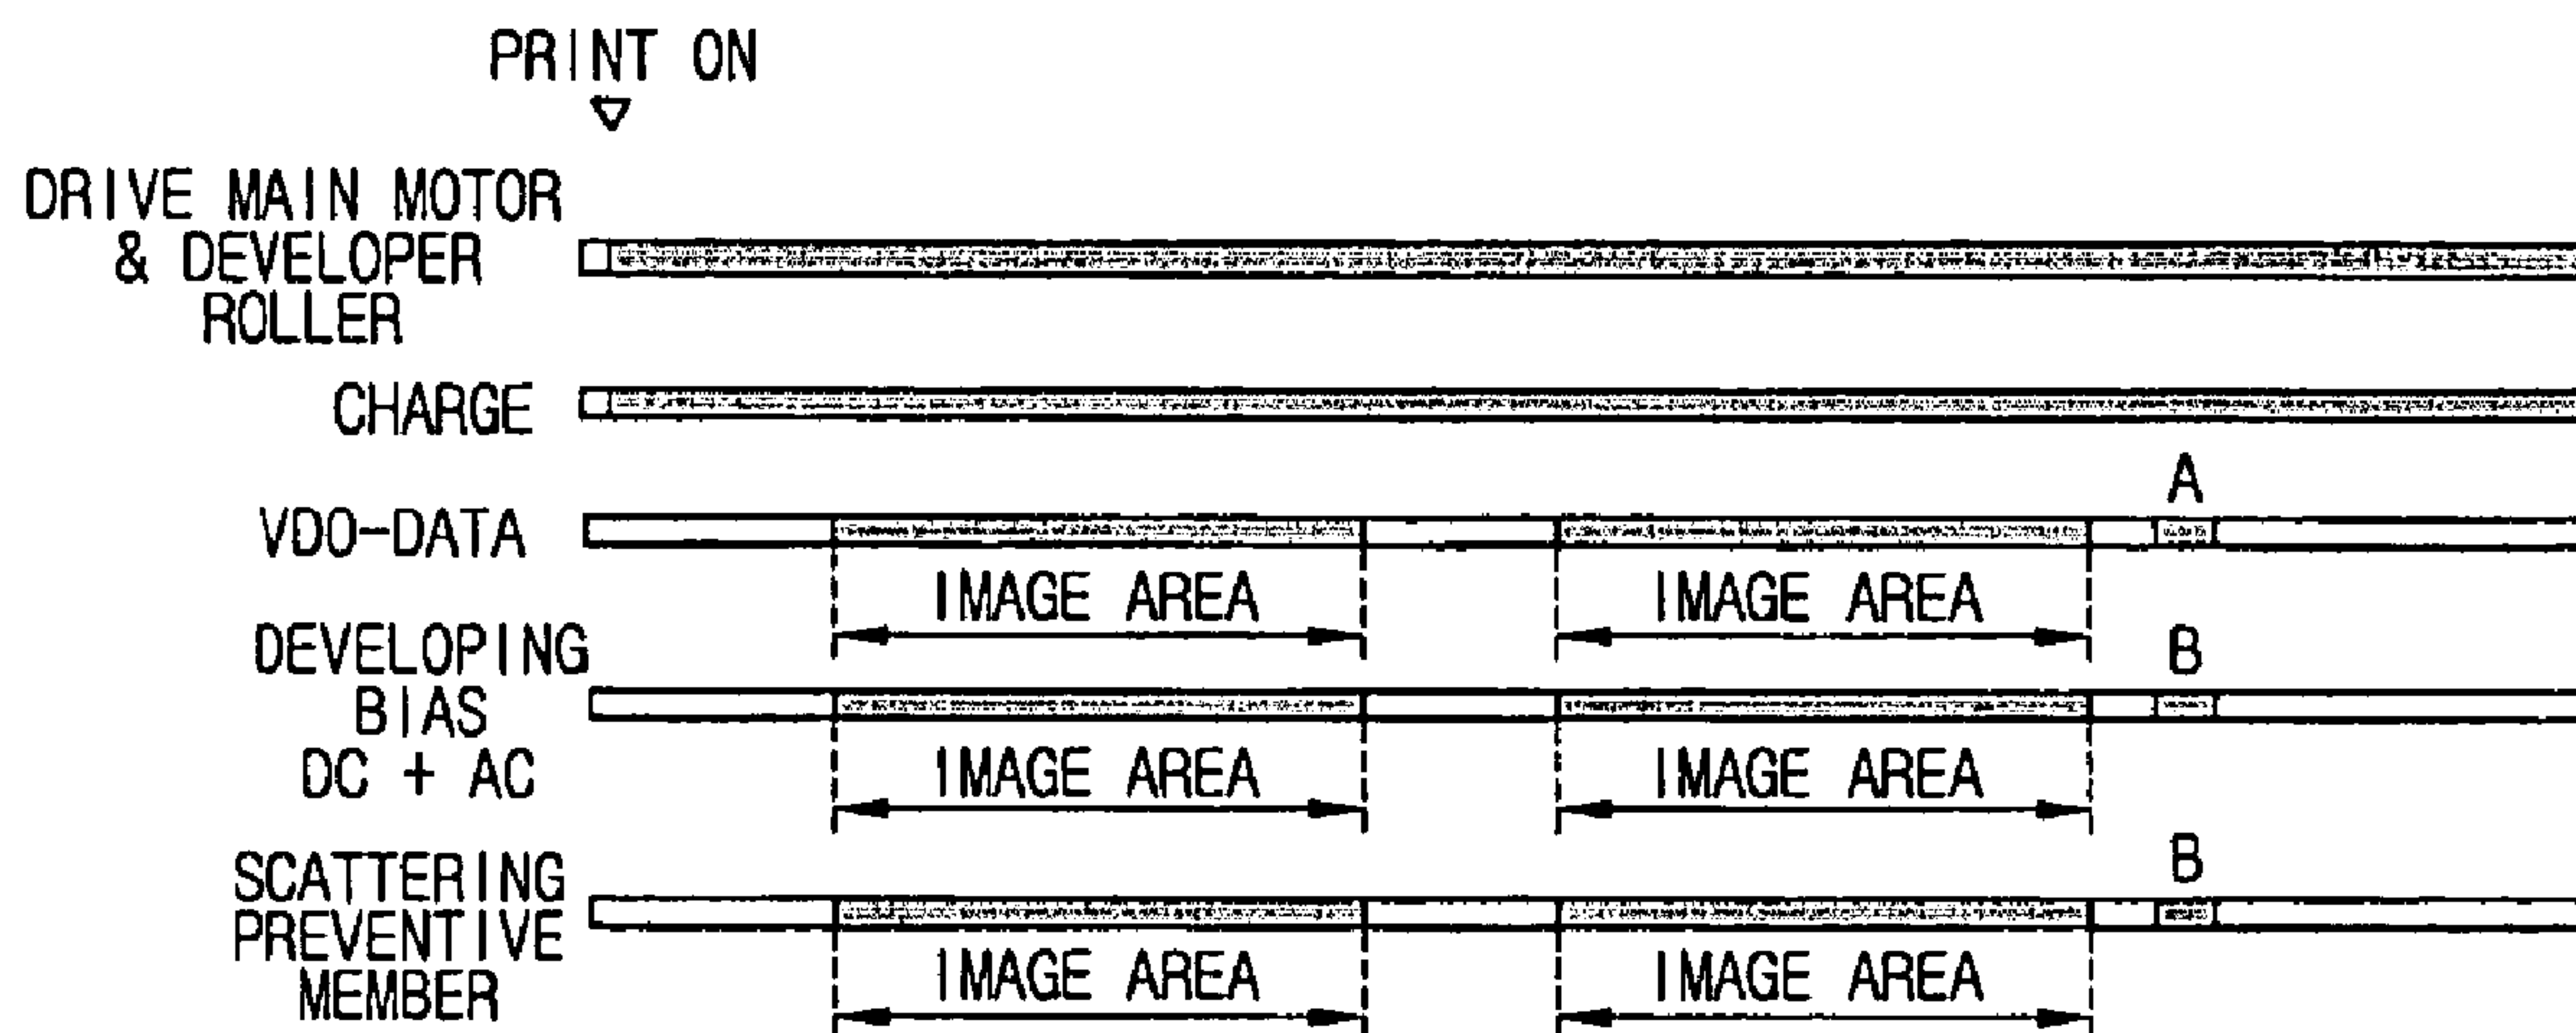 PRINT ON
DRIVE MAIN MOTOR
& DEVELOPER
ROLLER
CHARGE
A
VDO-DATA
IMAGE AREA IMAGE AREA
DEVELOPING
BIAS
DC + AC
B
IMAGE AREA IMAGE AREA
SCATTERING
PREVENTIVE
MEMBER
B
IMAGE AREA IMAGE AREA